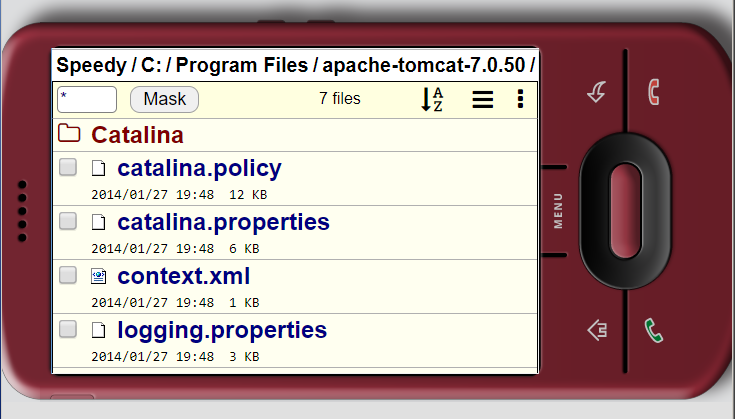 Speedy / C: / Program Files / apache-tomcat-7.0.50 /
* Mask 7 files A Z
Catalina
catalina.policy
2014/01/27 19:48 12 KB
catalina.properties
2014/01/27 19:48 6 KB
context.xml
2014/01/27 19:48 1 KB
logging.properties
2014/01/27 19:48 3 KB
MENU